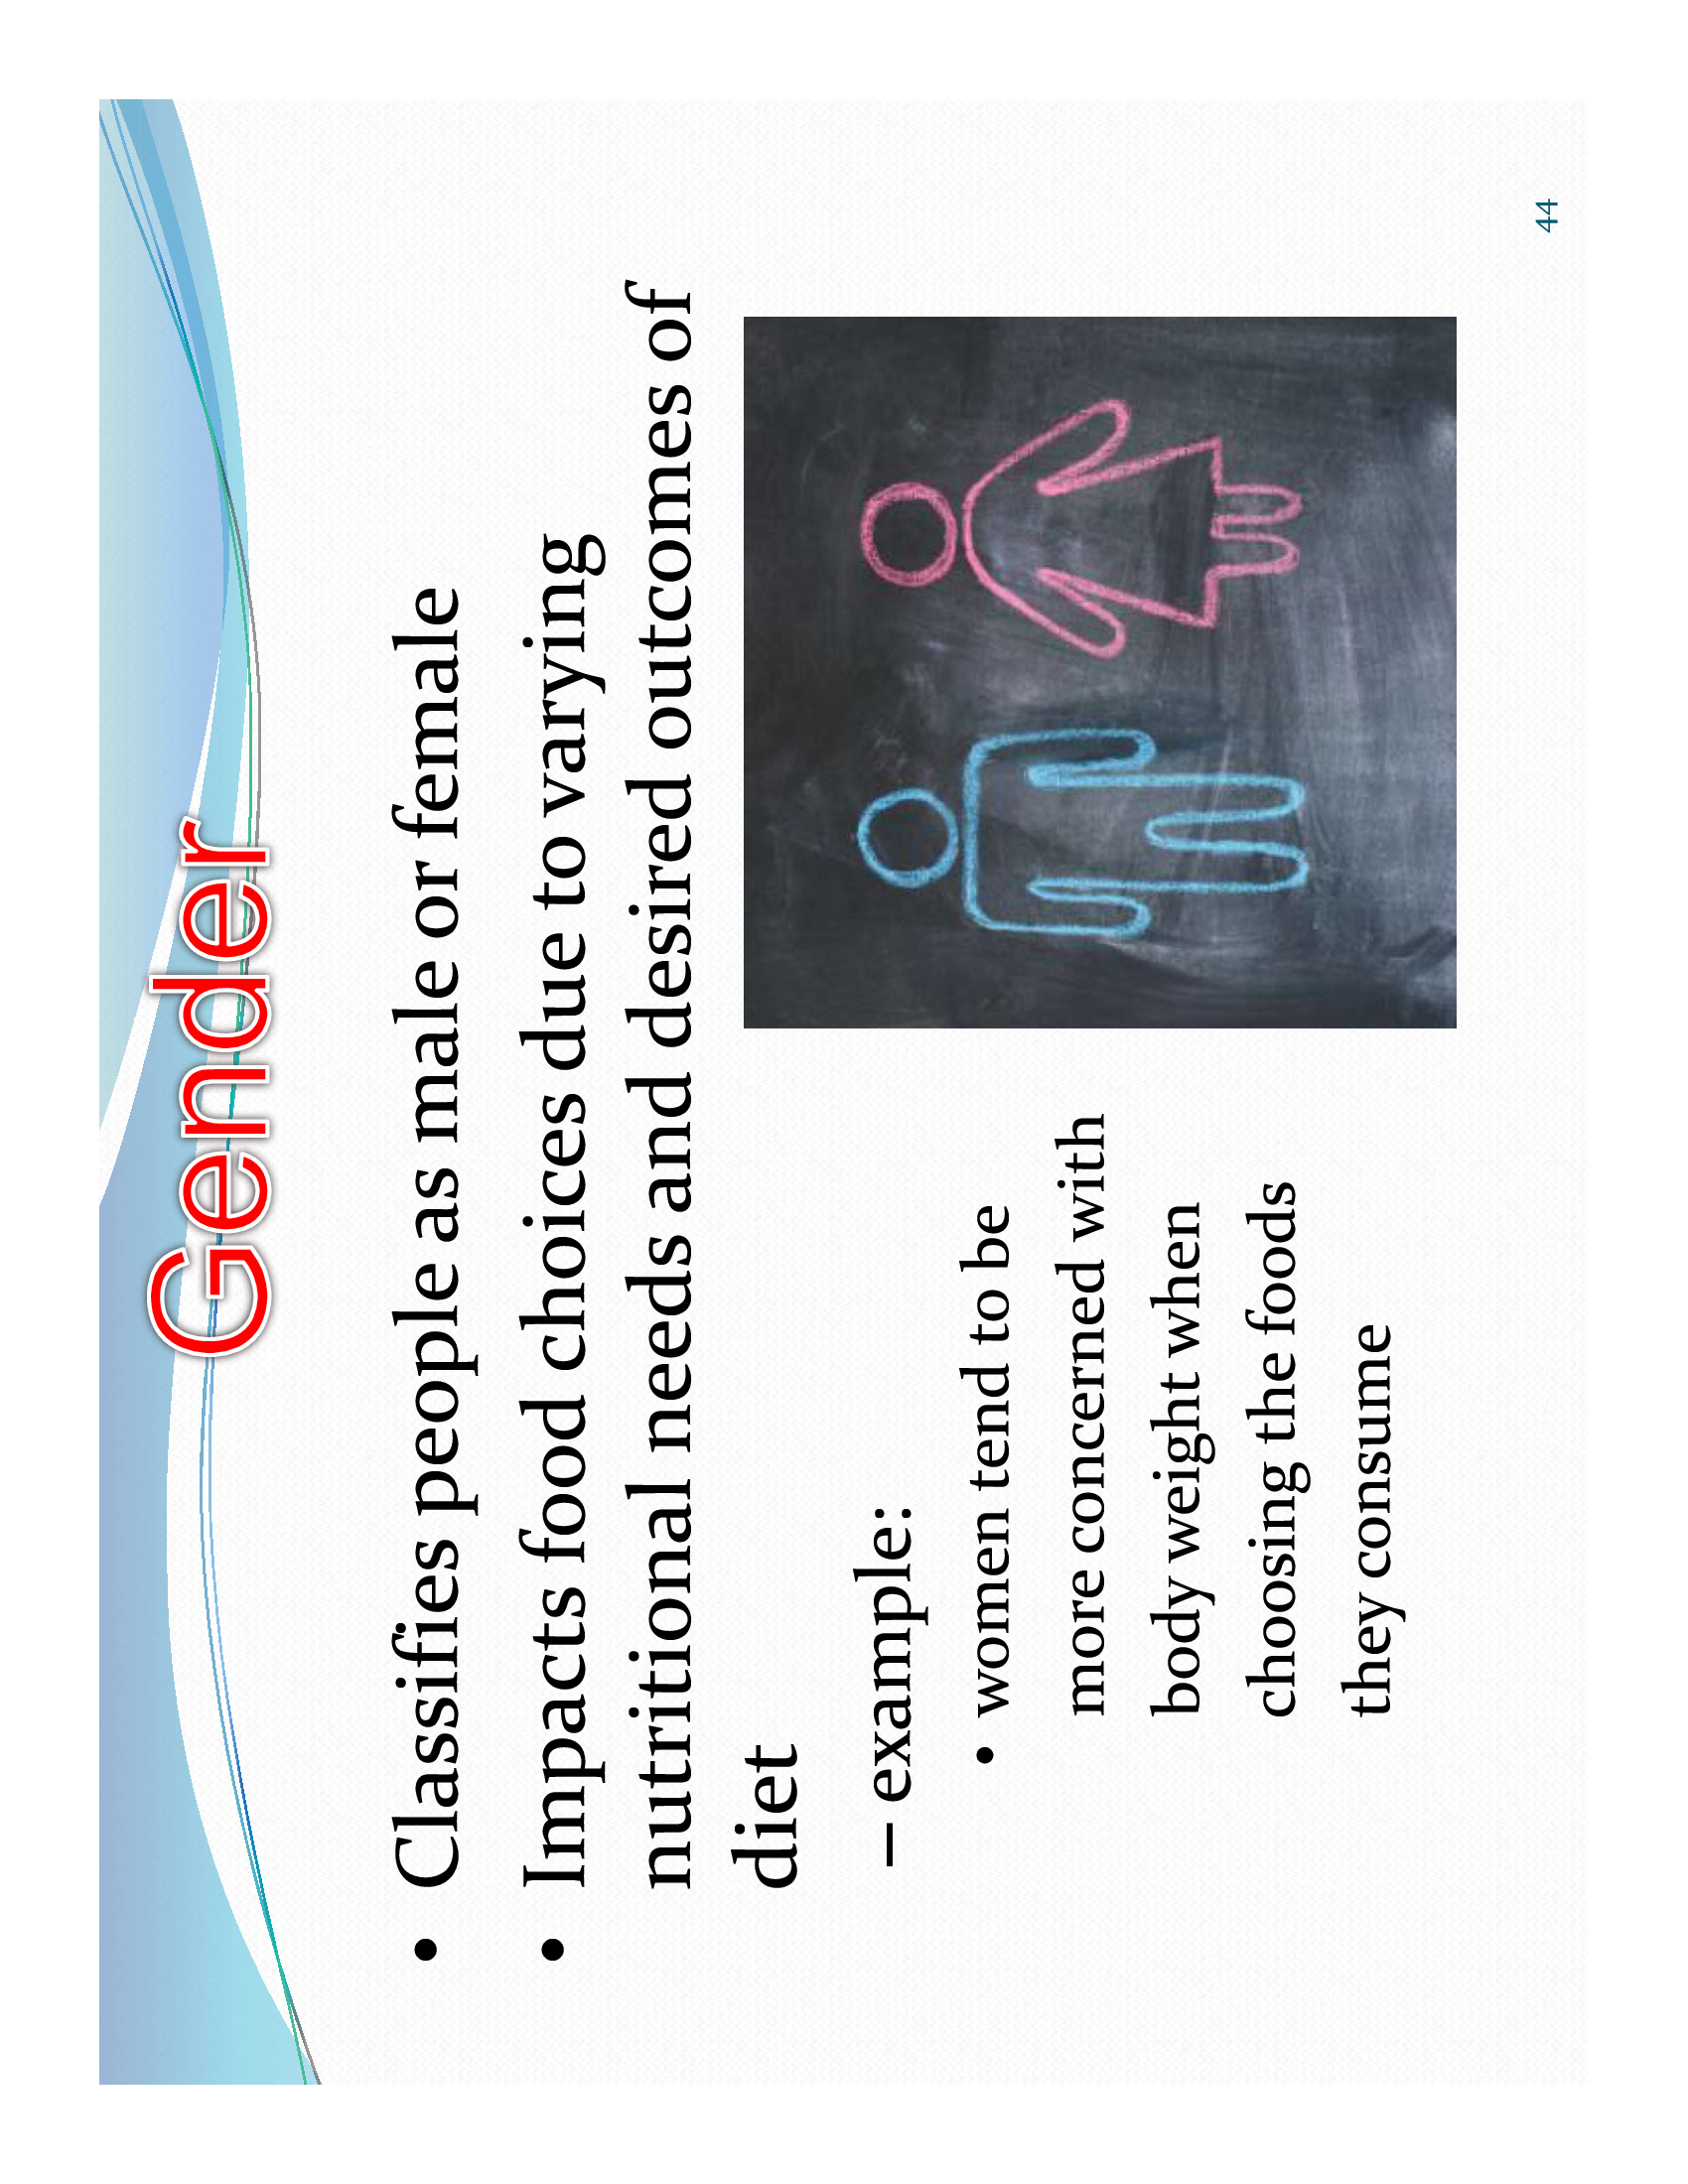 Gender
• Classifies people as male or female
• Impacts food choices due to varying
nutritional needs and desired outcomes of
diet
– example:
• women tend to be
more concerned with
body weight when
choosing the foods
they consume
44